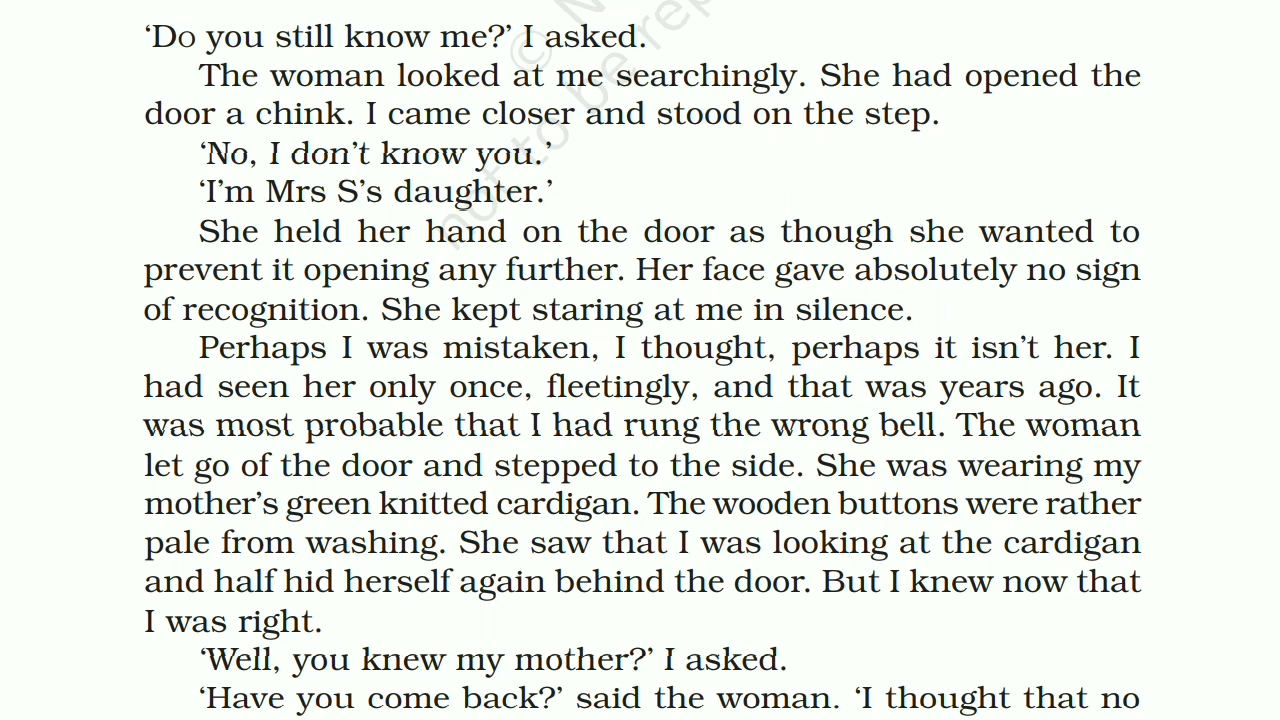 ‘Do you still know me?’ I asked.
The woman looked at me searchingly. She had opened the
door a chink. I came closer and stood on the step.
‘No, I don’t know you.’
‘I’m Mrs S’s daughter.’
She held her hand on the door as though she wanted to
prevent it opening any further. Her face gave absolutely no sign
of recognition. She kept staring at me in silence.
Perhaps I was mistaken, I thought, perhaps it isn’t her. I
had seen her only once, fleetingly, and that was years ago. It
was most probable that I had rung the wrong bell. The woman
let go of the door and stepped to the side. She was wearing my
mother’s green knitted cardigan. The wooden buttons were rather
pale from washing. She saw that I was looking at the cardigan
and half hid herself again behind the door. But I knew now that
I was right.
‘Well, you knew my mother?’ I asked.
‘Have you come back?’ said the woman. ‘I thought that no
© N
not to be rep